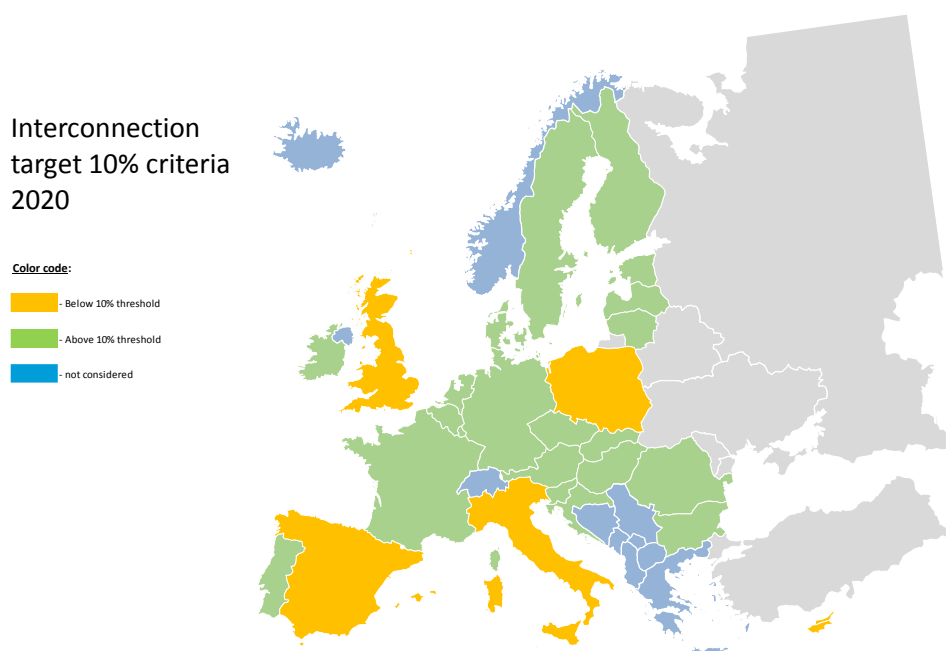 Interconnection
target 10% criteria
2020
Color code:
- Below 10% threshold
- Above 10% threshold
- not considered